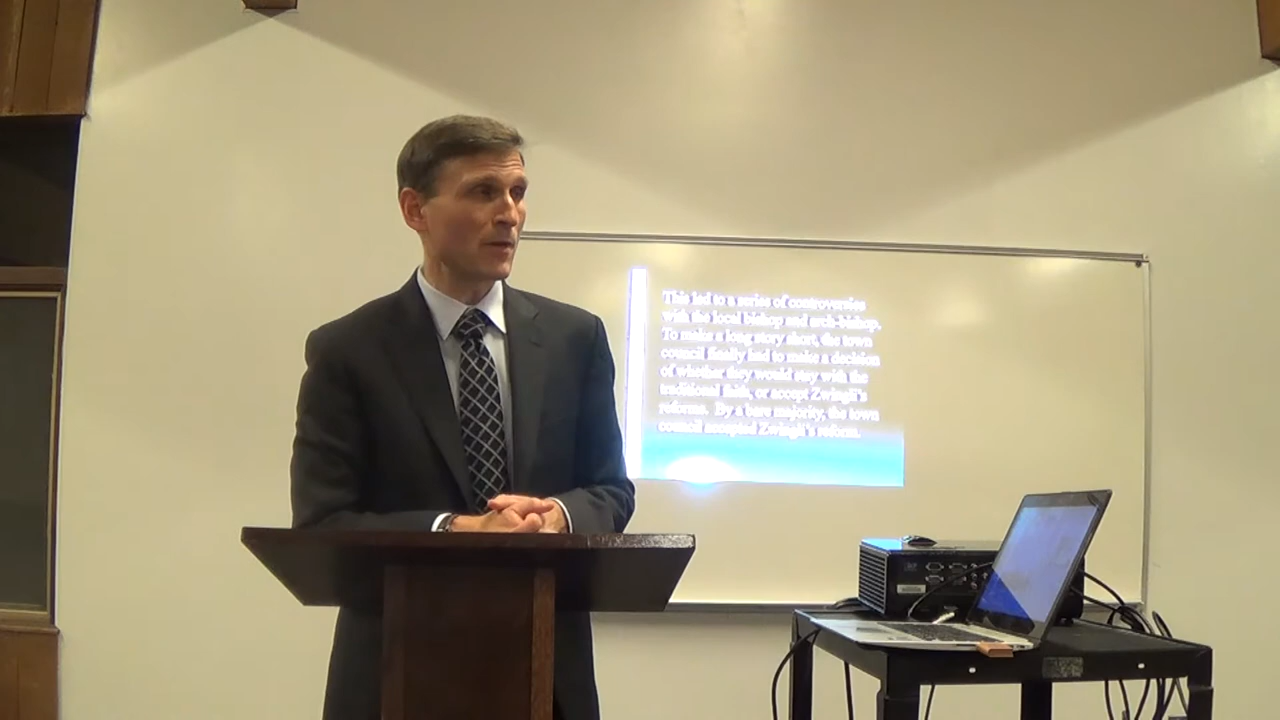 This led to a series of controversies
with the local bishop and arch-bishop.
To make a long story short, the town
council finally had to make a decision
of whether they would stay with the
traditional faith, or accept Zwingli's
reforms. By a bare majority, the town
council accepted Zwingli's reform.